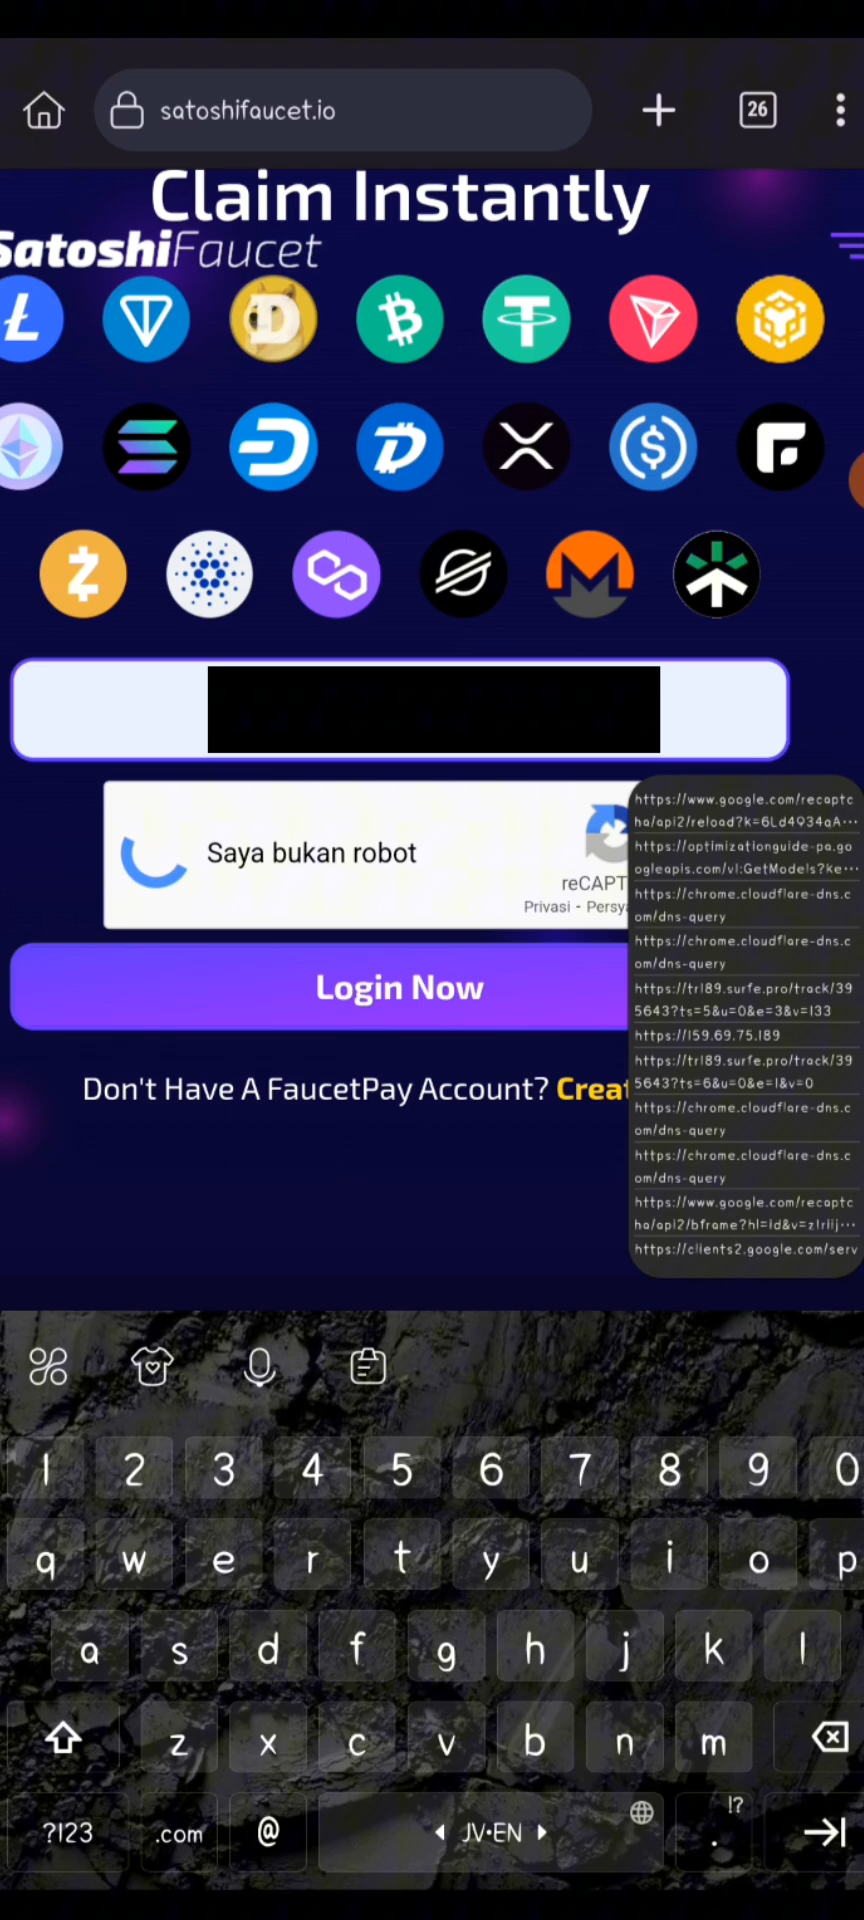 satoshifaucet.io
26
Claim Instantly
SatoshiFaucet
Saya bukan robot
reCAPT
Privasi - Persya
Login Now
Don't Have A FaucetPay Account? Creat
https://www.google.com/recaptc
ha/api2/reload?k=6Ld4934qA…
https://optimizationguide-pa.go
ogleapis.com/v1:GetModels?ke…
https://chrome.cloudflare-dns.c
om/dns-query
https://chrome.cloudflare-dns.c
om/dns-query
https://tr189.surfe.pro/track/39
5643?ts=5&u=0&e=3&v=133
https://159.69.75.189
https://tr189.surfe.pro/track/39
5643?ts=6&u=0&e=1&v=0
https://chrome.cloudflare-dns.c
om/dns-query
https://chrome.cloudflare-dns.c
om/dns-query
https://www.google.com/recaptc
ha/api2/bframe?hl=id&v=z1riij…
https://clients2.google.com/serv
1 2 3 4 5 6 7 8 9 0
q w e r t y u i o p
a s d f g h j k l
z x c v b n m
?123 .com @ JV•EN . !?